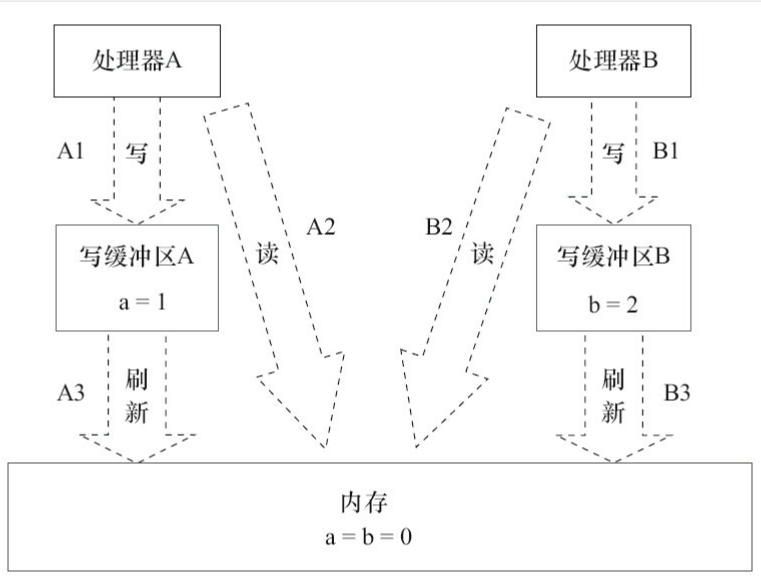 处理器A
处理器B
A1
写
写
B1
A2
B2
读
读
写缓冲区A
a = 1
写缓冲区B
b = 2
A3
刷
新
刷
新
B3
内存
a = b = 0